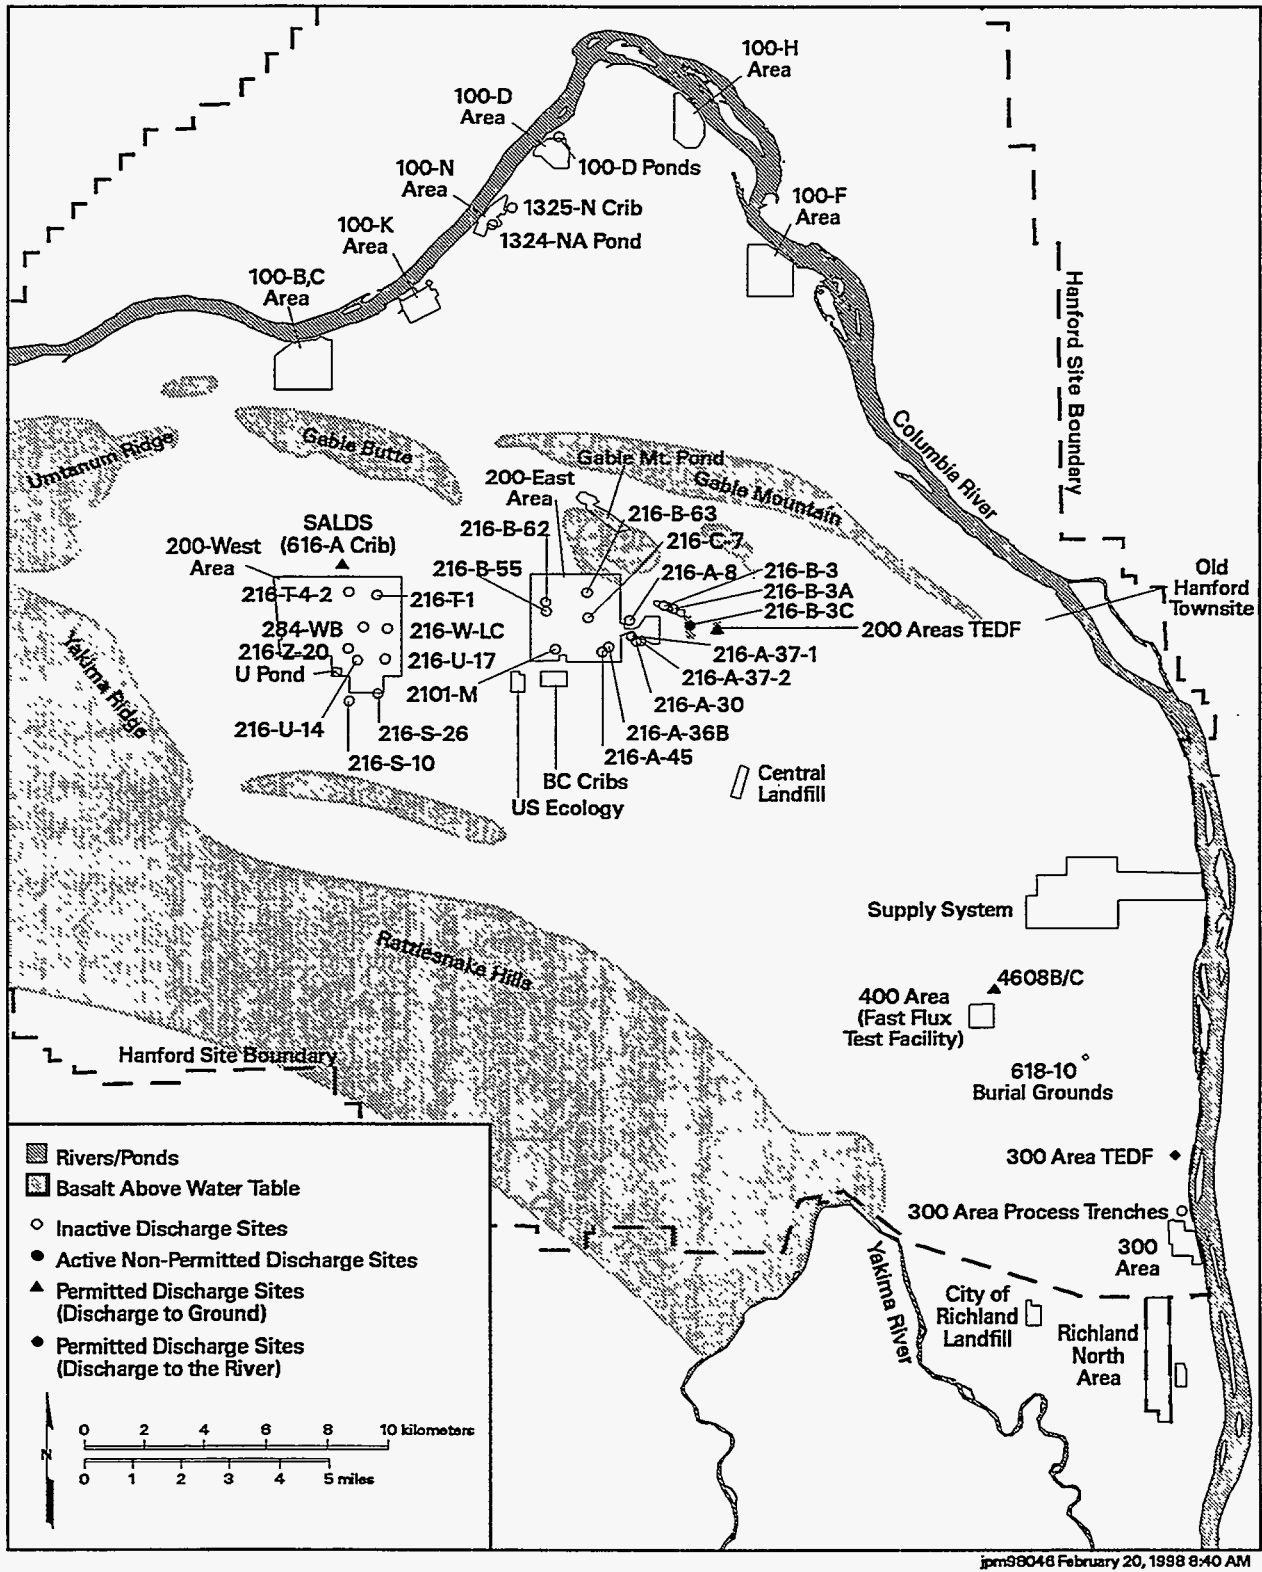 100-H
Area
100-D
Area
100-D Ponds
100-N
Area
1325-N Crib
1324-NA Pond
100-F
Area
100-K
Area
100-B,C
Area
Hanford Site Boundary
Columbia River
Umtanum Ridge
Gable Butte
Gable Mt. Pond
Gable Mountain
200-East
Area
216-B-62
216-B-63
216-C-7
SALDS
(616-A Crib)
200-West
Area
216-B-55
216-A-8
216-B-3
216-B-3A
216-B-3C
Old
Hanford
Townsite
216-T-4-2
216-T-1
284-WB
216-W-LC
200 Areas TEDF
216-Z-20
216-U-17
216-A-37-1
U Pond
2101-M
216-A-37-2
216-A-30
Yakima Ridge
216-U-14
216-S-26
216-A-36B
216-S-10
216-A-45
BC Cribs
US Ecology
Central
Landfill
Supply System
Rattlesnake Hills
4608B/C
400 Area
(Fast Flux
Test Facility)
Hanford Site Boundary
618-10
Burial Grounds
300 Area TEDF
300 Area Process Trenches
300
Area
Yakima River
City of
Richland
Landfill
Richland
North
Area
Rivers/Ponds
Basalt Above Water Table
Inactive Discharge Sites
Active Non-Permitted Discharge Sites
Permitted Discharge Sites
(Discharge to Ground)
Permitted Discharge Sites
(Discharge to the River)
N
0 2 4 6 8 10 kilometers
0 1 2 3 4 5 miles
jpm98046 February 20, 1998 8:40 AM